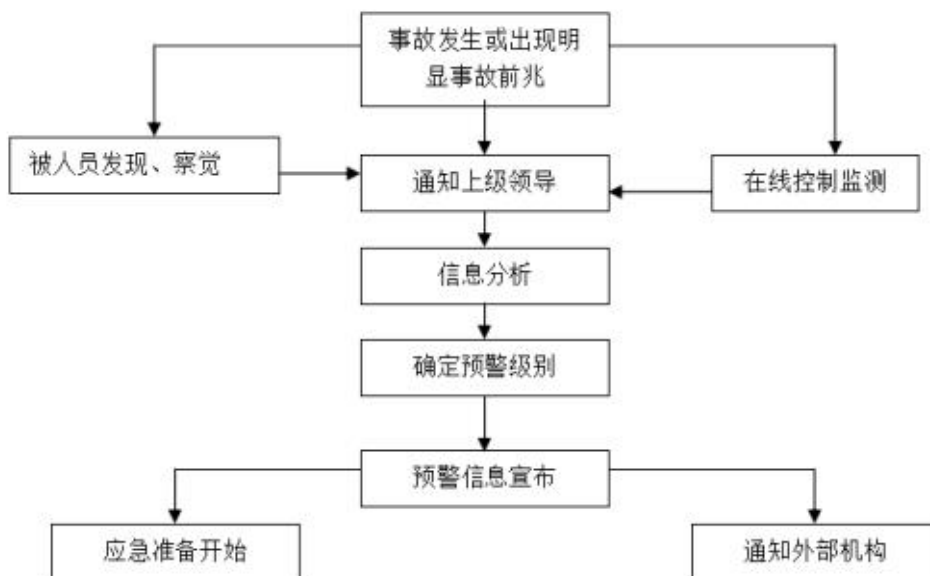 事故发生或出现明
显事故前兆
被人员发现、察觉
通知上级领导
在线控制监测
信息分析
确定预警级别
预警信息宣布
应急准备开始
通知外部机构